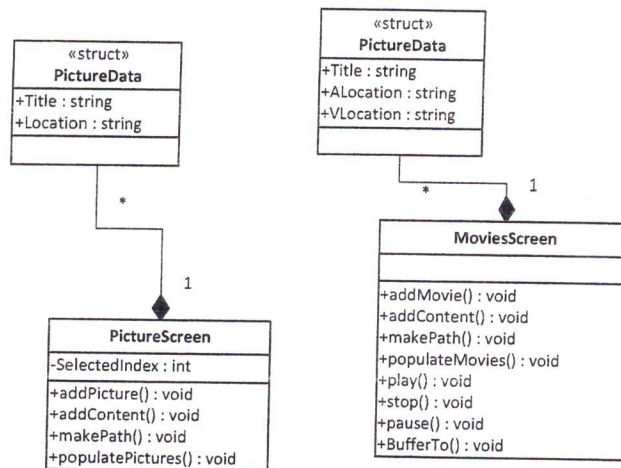 «struct»
PictureData
+Title : string
+Location : string
*
1
PictureScreen
-SelectedIndex : int
+addPicture() : void
+addContent() : void
+makePath() : void
+populatePictures() : void
«struct»
PictureData
+Title : string
+ALocation : string
+VLocation : string
*
1
MoviesScreen
+addMovie() : void
+addContent() : void
+makePath() : void
+populateMovies() : void
+play() : void
+stop() : void
+pause() : void
+BufferTo() : void